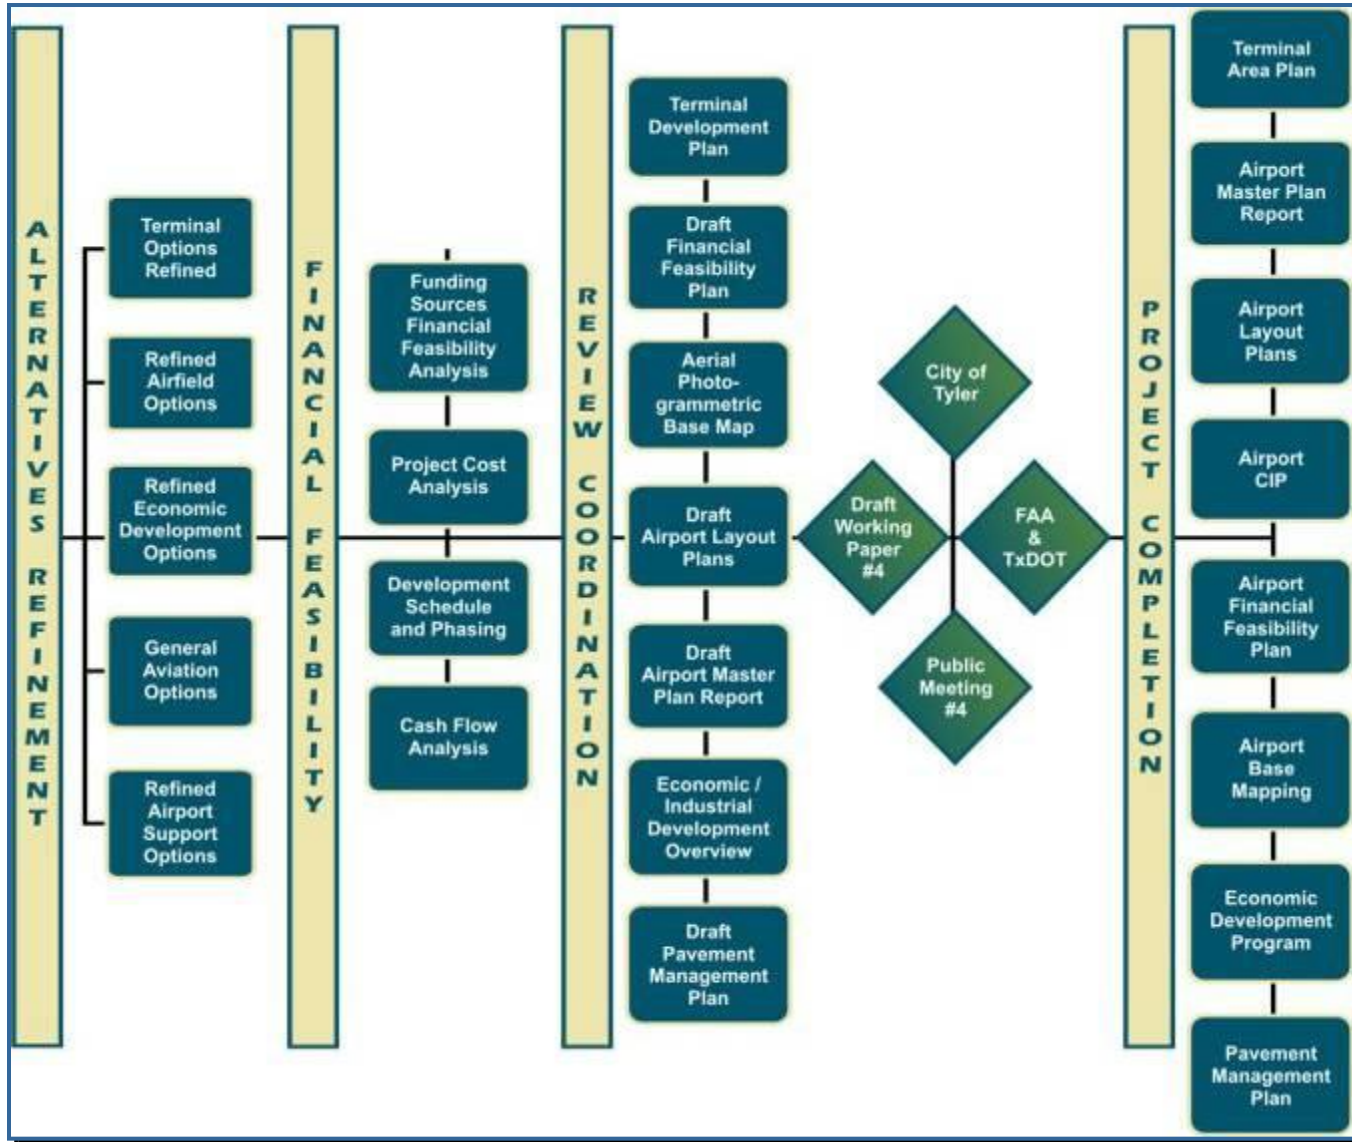 ALTERNATIVES REFINEMENT
Terminal
Options
Refined
Refined
Airfield
Options
Refined
Economic
Development
Options
General
Aviation
Options
Refined
Airport
Support
Options
FINANCIAL FEASIBILITY
Funding
Sources
Financial
Feasibility
Analysis
Project Cost
Analysis
Development
Schedule
and Phasing
Cash Flow
Analysis
REVIEW COORDINATION
Terminal
Development
Plan
Draft
Financial
Feasibility
Plan
Aerial
Photo-
grammetric
Base Map
Draft
Airport Layout
Plans
Draft
Airport Master
Plan Report
Economic /
Industrial
Development
Overview
Draft
Pavement
Management
Plan
City of
Tyler
Draft
Working
Paper
#4
FAA
&
TxDOT
Public
Meeting
#4
PROJECT COMPLETION
Terminal
Area Plan
Airport
Master Plan
Report
Airport
Layout
Plans
Airport
CIP
Airport
Financial
Feasibility
Plan
Airport
Base
Mapping
Economic
Development
Program
Pavement
Management
Plan